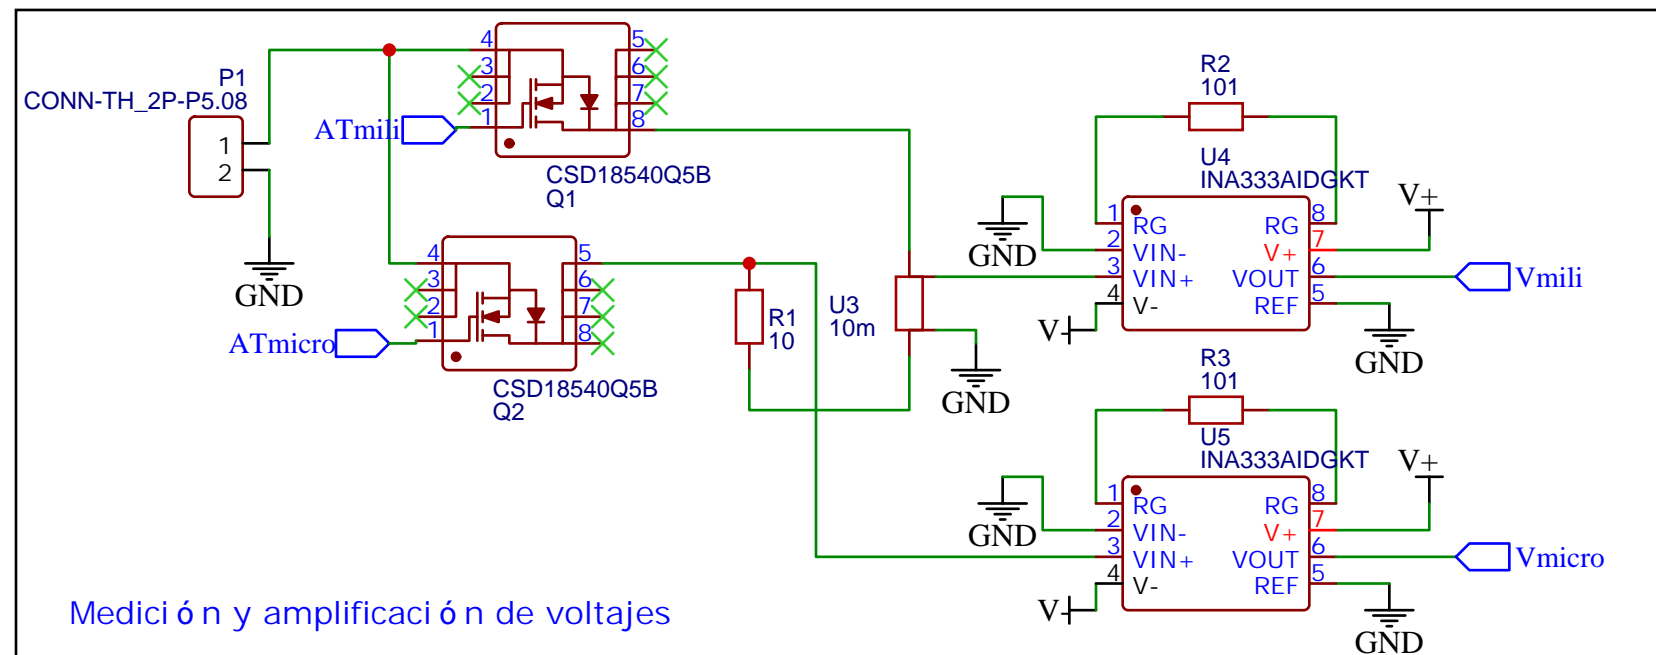 P1
CONN-TH_2P-P5.08
1
2
GND
ATmili
4
3
2
1
5
6
7
8
CSD18540Q5B
Q1
ATmicro
4
3
2
1
5
6
7
8
CSD18540Q5B
Q2
R1
10
U3
10m
GND
R2
101
U4
INA333AIDGKT
GND
1
2
3
4
RG
VIN-
VIN+
V-
RG
V+
VOUT
REF
8
7
6
5
V+
V-
Vmili
GND
R3
101
U5
INA333AIDGKT
GND
1
2
3
4
RG
VIN-
VIN+
V-
RG
V+
VOUT
REF
8
7
6
5
V+
V-
Vmicro
GND
Medición y amplificación de voltajes